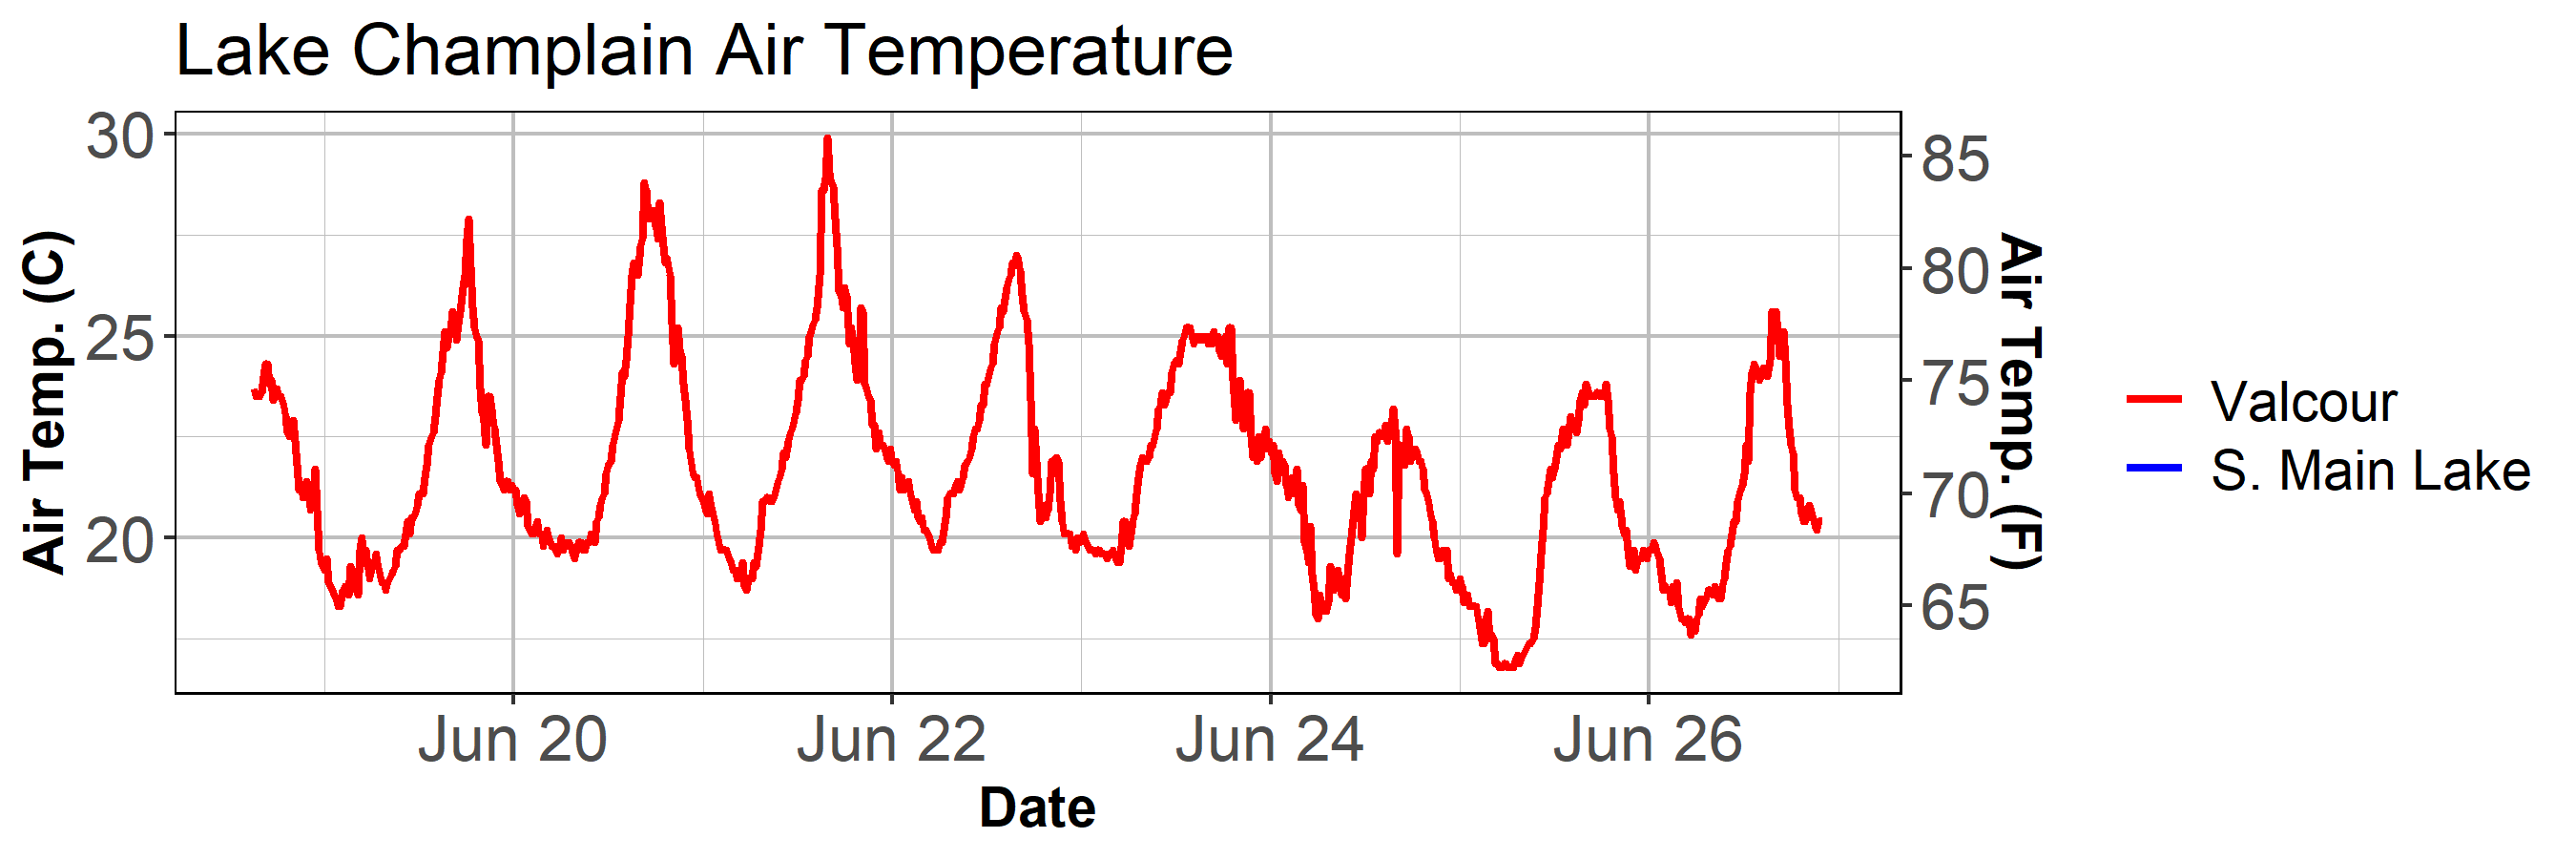 Lake Champlain Air Temperature
Air Temp. (C)
30
25
20
85
80
75
70
65
Air Temp. (F)
Jun 20
Jun 22
Jun 24
Jun 26
Date
Valcour
S. Main Lake